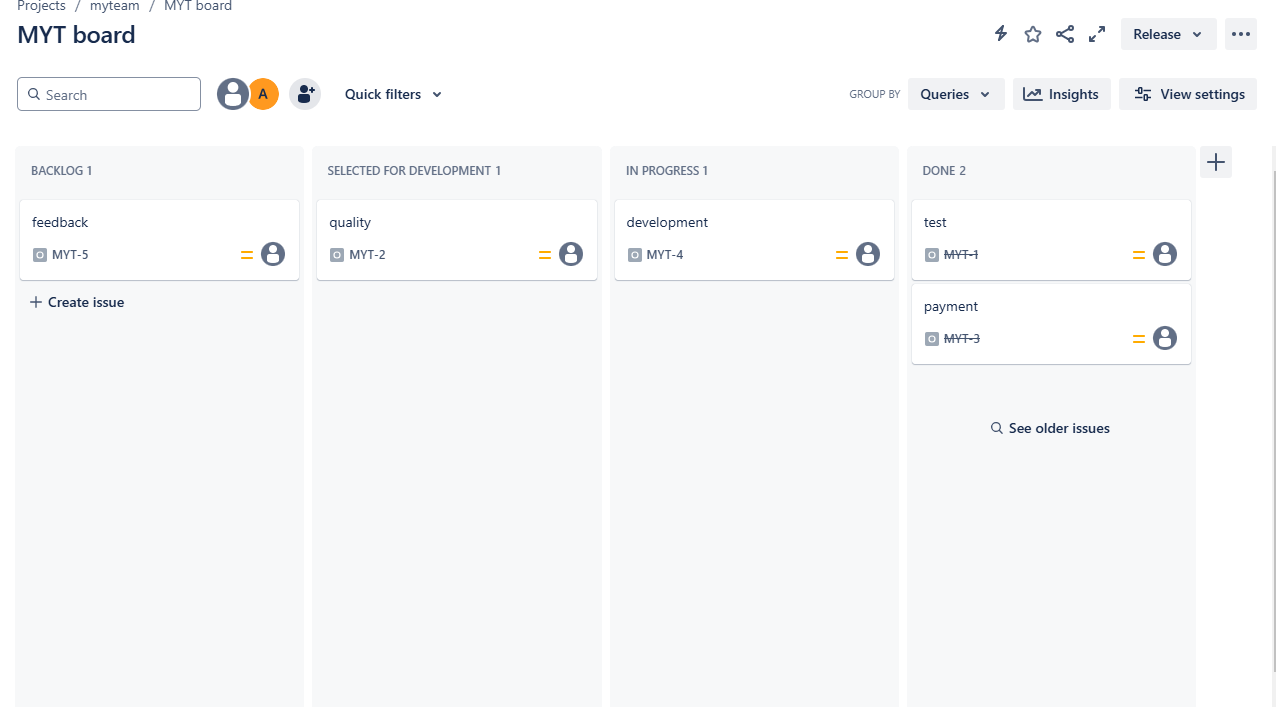 Projects / myteam / MYT board
MYT board
Release
Search
A
Quick filters
GROUP BY
Queries
Insights
View settings
BACKLOG 1
feedback
MYT-5
Create issue
SELECTED FOR DEVELOPMENT 1
quality
MYT-2
IN PROGRESS 1
development
MYT-4
DONE 2
test
MYT-1
payment
MYT-3
See older issues